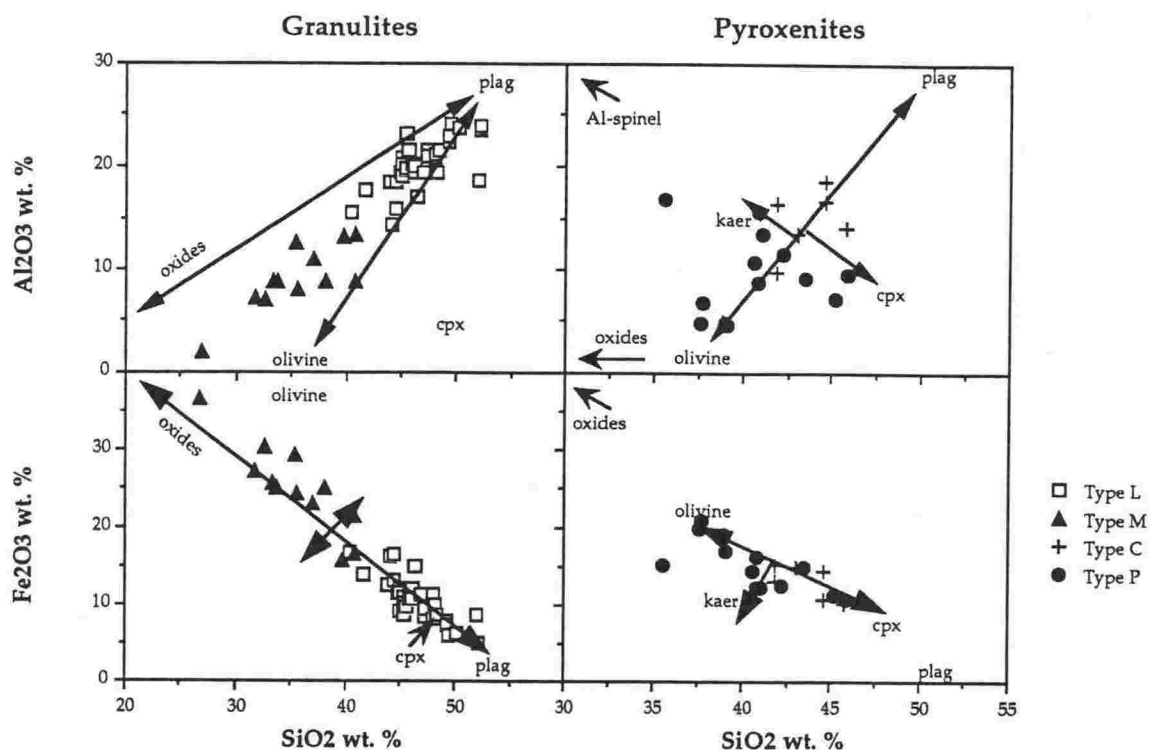 Granulites
Pyroxenites
Al2O3 wt. %
30
20
10
0
plag
oxides
olivine
cpx
Al-spinel
plag
kaer
cpx
oxides
olivine
Fe2O3 wt. %
30
20
10
0
olivine
oxides
cpx
plag
oxides
olivine
kaer
cpx
plag
20
30
40
50
30
35
40
45
50
55
SiO2 wt. %
SiO2 wt. %
Type L
Type M
Type C
Type P